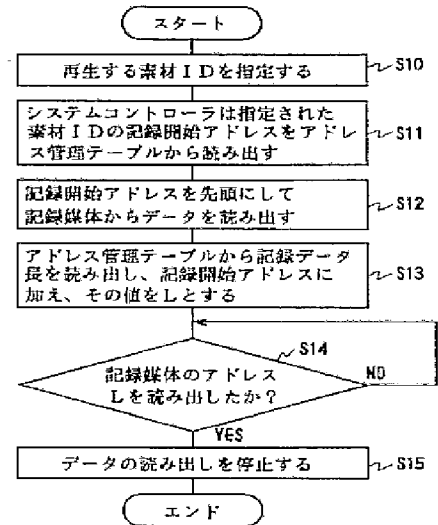 スタート
再生する素材IDを指定する
S10
システムコントローラは指定された
素材IDの記録開始アドレスをアドレ
ス管理テーブルから読み出す
S11
記録開始アドレスを先頭にして
記録媒体からデータを読み出す
S12
アドレス管理テーブルから記録データ
長を読み出し、記録開始アドレスに
加え、その値をLとする
S13
S14
記録媒体のアドレス
Lを読み出したか?
NO
YES
データの読み出しを停止する
S15
エンド